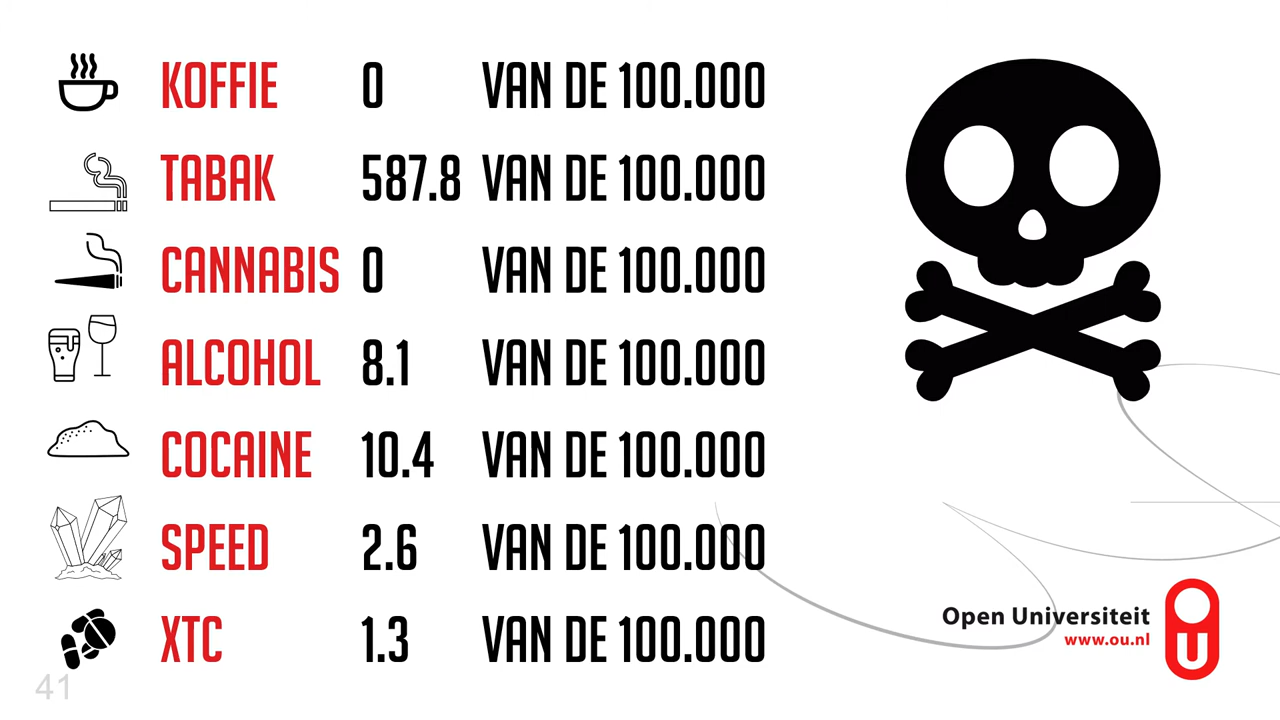 KOFFIE 0 VAN DE 100.000
TABAK 587.8 VAN DE 100.000
CANNABIS 0 VAN DE 100.000
ALCOHOL 8.1 VAN DE 100.000
COCAINE 10.4 VAN DE 100.000
SPEED 2.6 VAN DE 100.000
XTC 1.3 VAN DE 100.000
41
Open Universiteit
www.ou.nl
OU